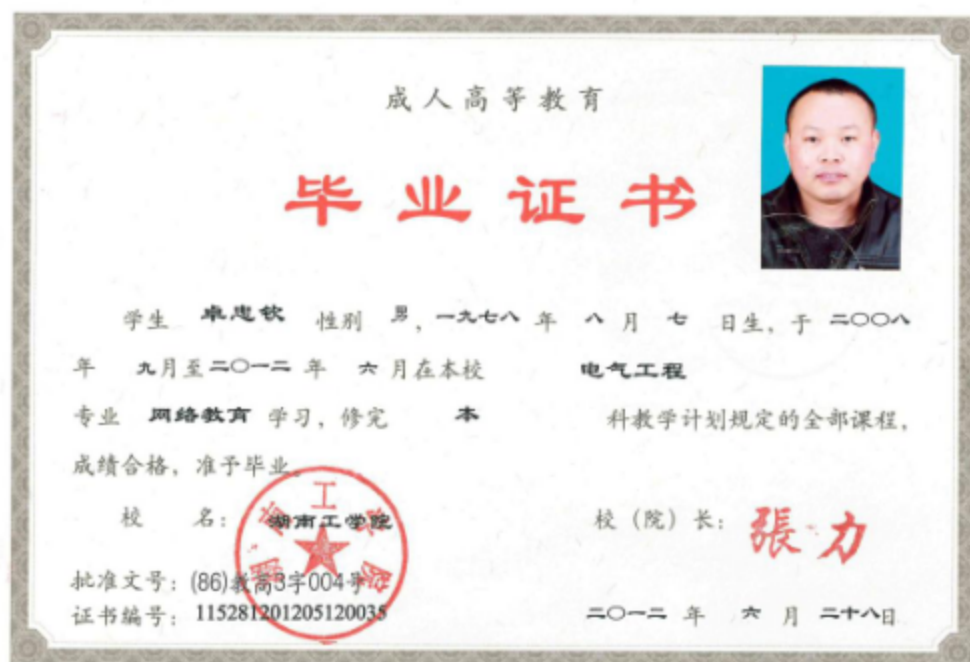 成人高等教育
毕业证书
学生 卓忠钦 性别 男，一九七八 年 八 月 七 日生，于 二〇〇八
年 九月至二〇一二 年 六 月在本校 电气工程
专业 网络教育 学习，修完 本 科教学计划规定的全部课程，
成绩合格，准予毕业。
校 名：湖南工学院
校（院）长：張力
批准文号：(86)教高3字004号
证书编号：115281201205120035
二〇一二 年 六 月 二十八日
湖南工学院